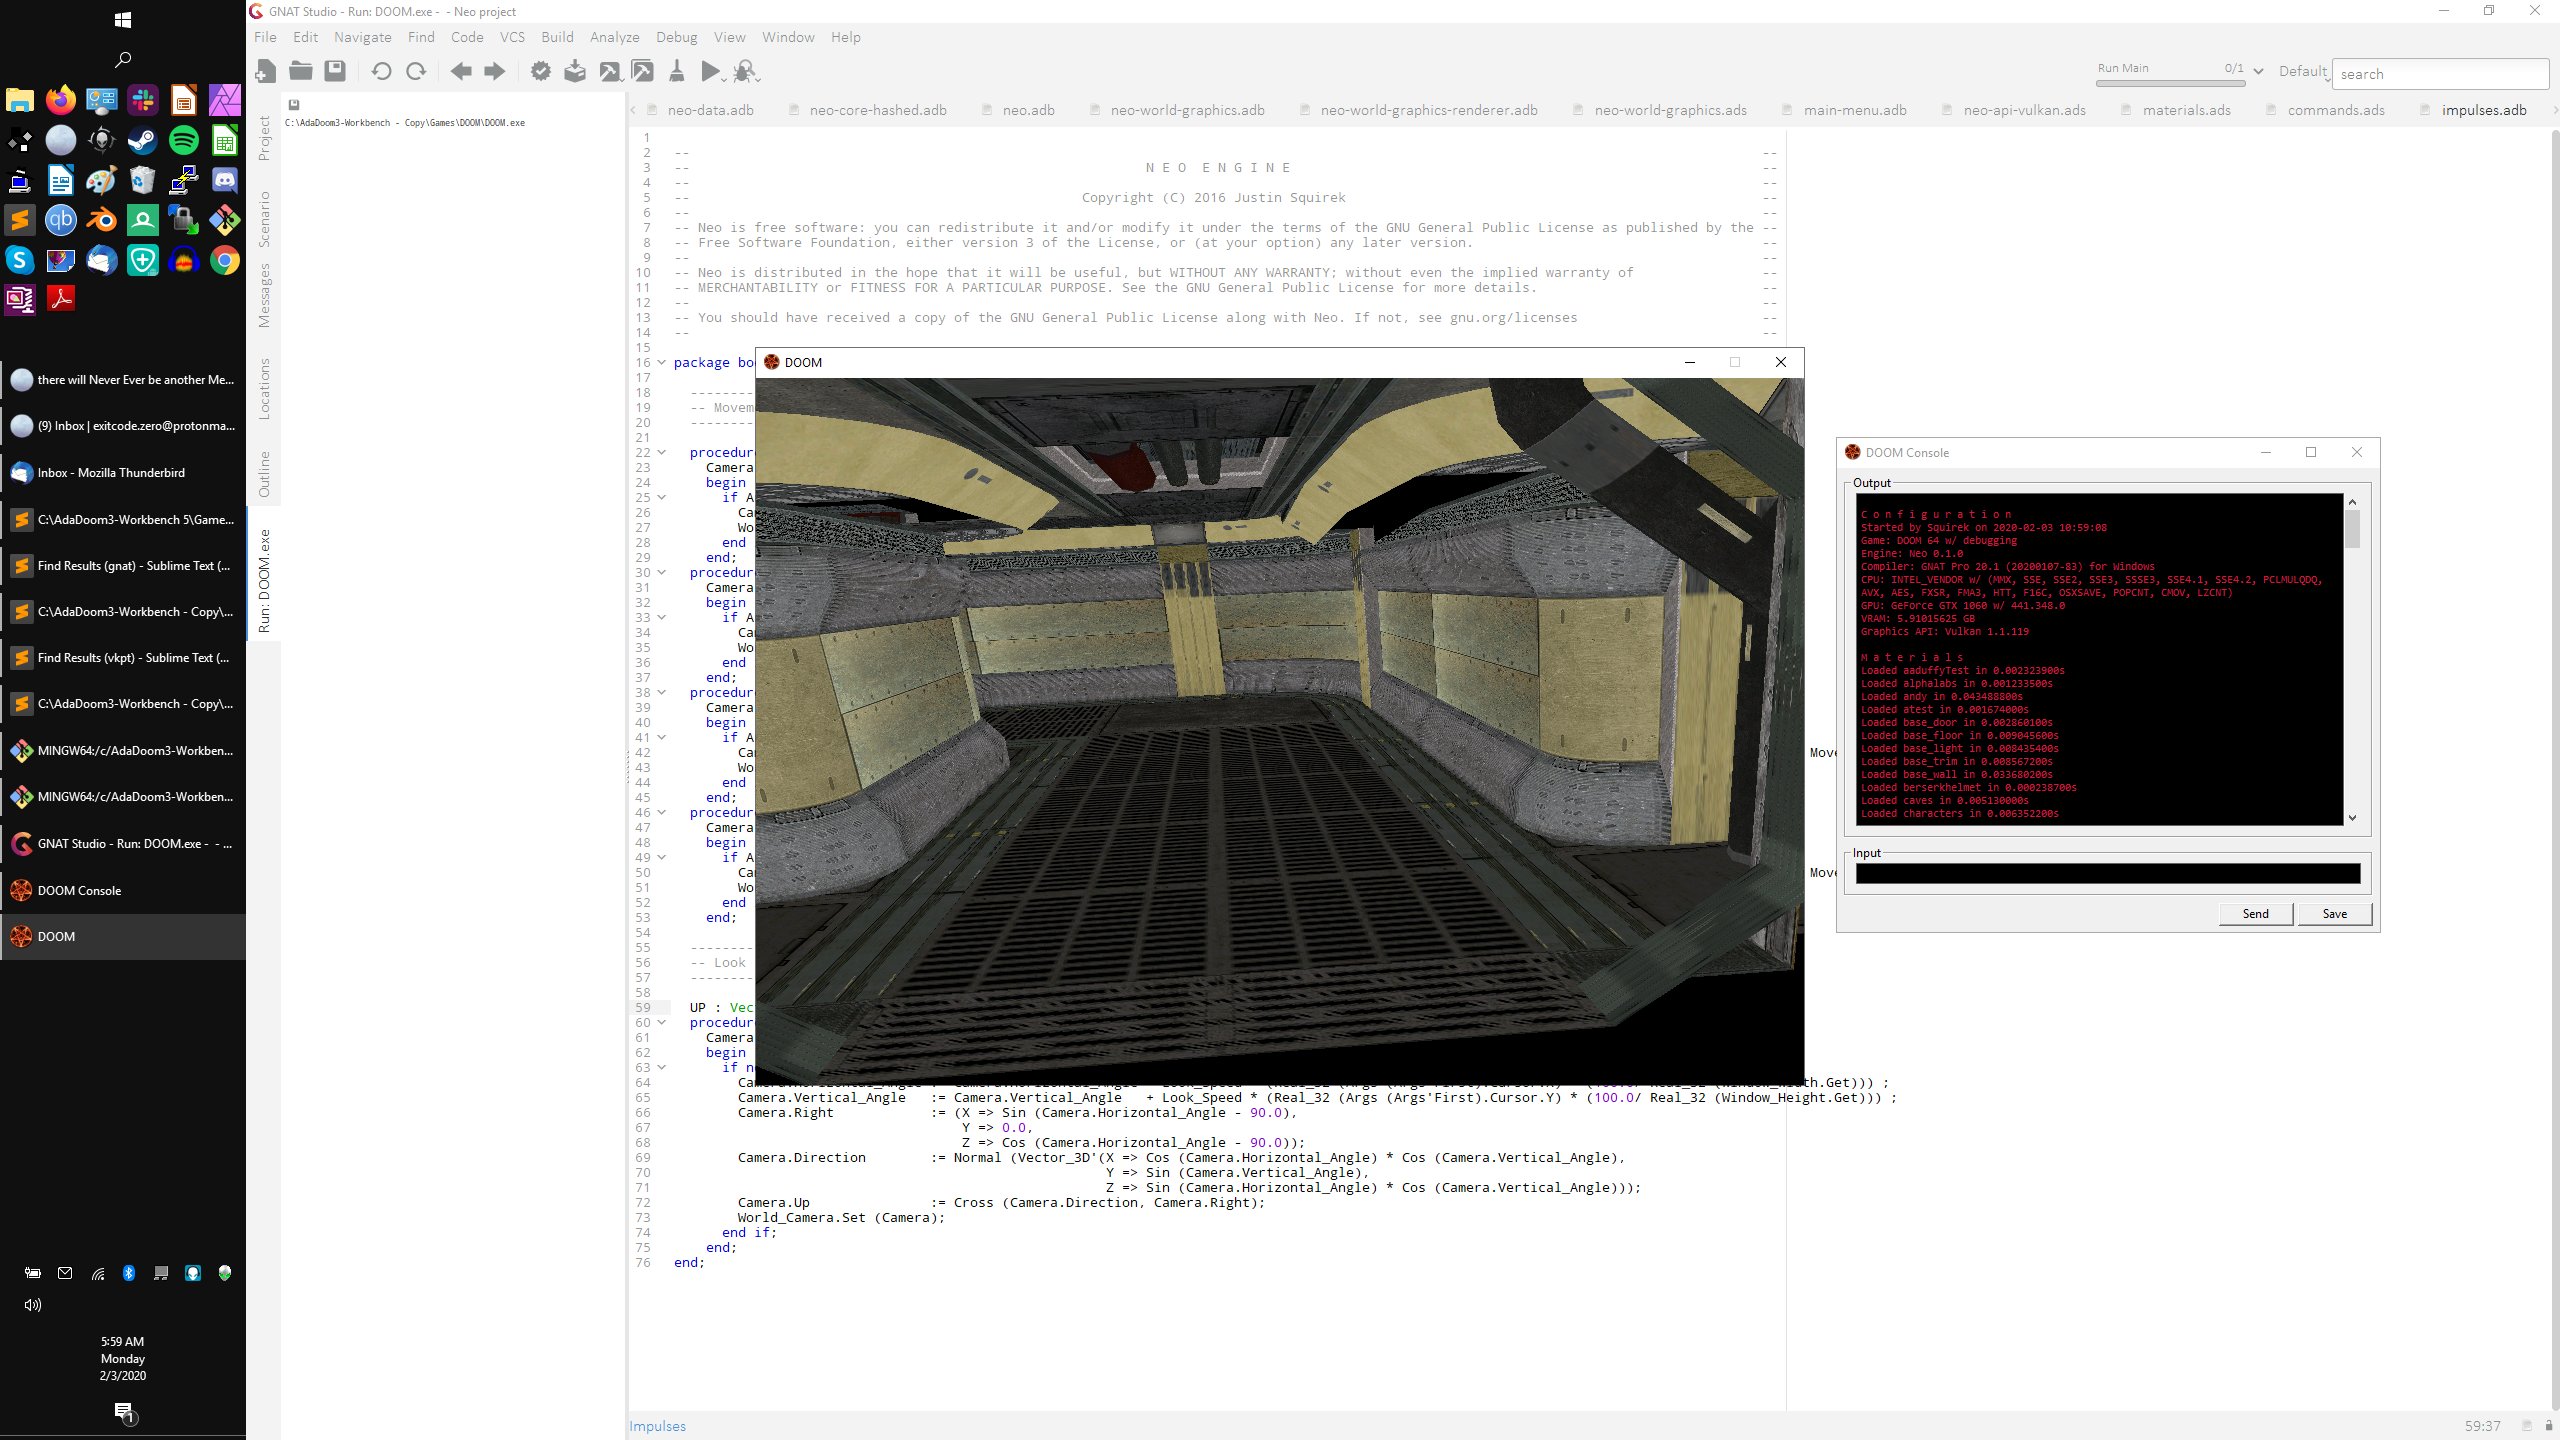 GNAT Studio - Run: DOOM.exe - - Neo project
File Edit Navigate Find Code VCS Build Analyze Debug View Window Help
Run Main 0/1
Default
search
neo-data.adb neo-core-hashed.adb neo.adb neo-world-graphics.adb neo-world-graphics-renderer.adb neo-world-graphics.ads main-menu.adb neo-api-vulkan.ads materials.ads commands.ads impulses.adb
Project
Scenario
Messages
Locations
Outline
Run: DOOM.exe
C:\AdaDoom3-Workbench - Copy\Games\DOOM\DOOM.exe
there will Never Ever be another Me...
(9) Inbox | exitcode.zero@protonma...
Inbox - Mozilla Thunderbird
C:\AdaDoom3-Workbench 5\Game...
Find Results (gnat) - Sublime Text (...
C:\AdaDoom3-Workbench - Copy\...
Find Results (vkpt) - Sublime Text (...
C:\AdaDoom3-Workbench - Copy\...
MINGW64:/c/AdaDoom3-Workben...
MINGW64:/c/AdaDoom3-Workben...
GNAT Studio - Run: DOOM.exe - - ...
DOOM Console
DOOM
5:59 AM
Monday
2/3/2020
1
1
2 -- --
3 -- N E O  E N G I N E --
4 -- --
5 -- Copyright (C) 2016 Justin Squirek --
6 -- --
7 -- Neo is free software: you can redistribute it and/or modify it under the terms of the GNU General Public License as published by the --
8 -- Free Software Foundation, either version 3 of the License, or (at your option) any later version. --
9 -- --
10 -- Neo is distributed in the hope that it will be useful, but WITHOUT ANY WARRANTY; without even the implied warranty of --
11 -- MERCHANTABILITY or FITNESS FOR A PARTICULAR PURPOSE. See the GNU General Public License for more details. --
12 -- --
13 -- You should have received a copy of the GNU General Public License along with Neo. If not, see gnu.org/licenses --
14 -- --
15
16 package bo
17
18 --------
19 -- Movem
20 --------
21
22 procedur
23 Camera
24 begin
25 if A
26 Ca
27 Wo
28 end
29 end;
30 procedur
31 Camera
32 begin
33 if A
34 Ca
35 Wo
36 end
37 end;
38 procedur
39 Camera
40 begin
41 if A
42 Ca Move
43 Wo
44 end
45 end;
46 procedur
47 Camera
48 begin
49 if A
50 Ca Move
51 Wo
52 end
53 end;
54
55 --------
56 -- Look
57 --------
58
59 UP : Vec
60 procedur
61 Camera
62 begin
63 if n
64 dth.Get))) ;
65 Camera.Vertical_Angle := Camera.Vertical_Angle + Look_Speed * (Real_32 (Args (Args'First).Cursor.Y) * (100.0/ Real_32 (Window_Height.Get))) ;
66 Camera.Right := (X => Sin (Camera.Horizontal_Angle - 90.0),
67 Y => 0.0,
68 Z => Cos (Camera.Horizontal_Angle - 90.0));
69 Camera.Direction := Normal (Vector_3D'(X => Cos (Camera.Horizontal_Angle) * Cos (Camera.Vertical_Angle),
70 Y => Sin (Camera.Vertical_Angle),
71 Z => Sin (Camera.Horizontal_Angle) * Cos (Camera.Vertical_Angle)));
72 Camera.Up := Cross (Camera.Direction, Camera.Right);
73 World_Camera.Set (Camera);
74 end if;
75 end;
76 end;
DOOM
DOOM Console
Output
C o n f i g u r a t i o n
Started by Squirek on 2020-02-03 10:59:08
Game: DOOM 64 w/ debugging
Engine: Neo 0.1.0
Compiler: GNAT Pro 20.1 (20200107-83) for Windows
CPU: INTEL_VENDOR w/ (MMX, SSE, SSE2, SSE3, SSSE3, SSE4.1, SSE4.2, PCLMULQDQ,
AVX, AES, FXSR, FMA3, HTT, F16C, OSXSAVE, POPCNT, CMOV, LZCNT)
GPU: GeForce GTX 1060 w/ 441.348.0
VRAM: 5.91015625 GB
Graphics API: Vulkan 1.1.119
M a t e r i a l s
Loaded aaduffyTest in 0.002323900s
Loaded alphalabs in 0.001233500s
Loaded andy in 0.043488800s
Loaded atest in 0.001674000s
Loaded base_door in 0.002860100s
Loaded base_floor in 0.009045600s
Loaded base_light in 0.008435400s
Loaded base_trim in 0.008567200s
Loaded base_wall in 0.033680200s
Loaded berserkhelmet in 0.000238700s
Loaded caves in 0.005130000s
Loaded characters in 0.006352200s
Input
Send
Save
Impulses
59:37